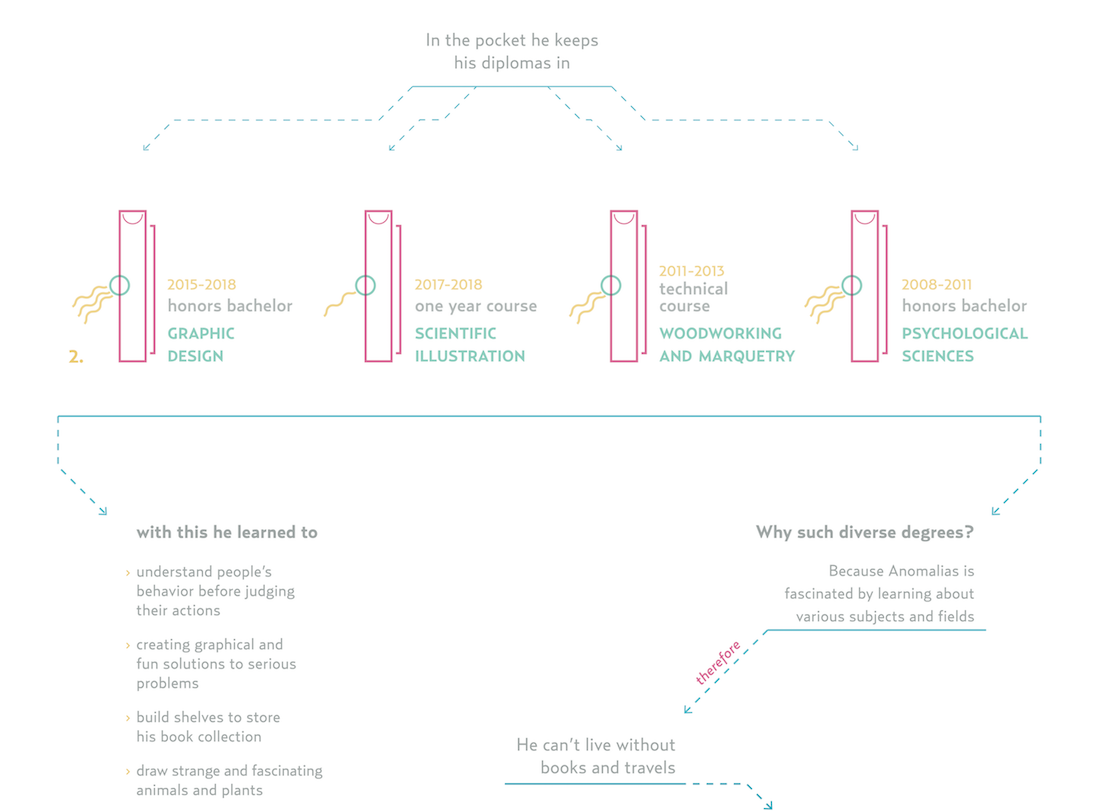 In the pocket he keeps
his diplomas in
2015-2018
honors bachelor
GRAPHIC
DESIGN
2017-2018
one year course
SCIENTIFIC
ILLUSTRATION
2011-2013
technical
course
WOODWORKING
AND MARQUETRY
2008-2011
honors bachelor
PSYCHOLOGICAL
SCIENCES
2.
with this he learned to
› understand people’s
behavior before judging
their actions
› creating graphical and
fun solutions to serious
problems
› build shelves to store
his book collection
› draw strange and fascinating
animals and plants
Why such diverse degrees?
Because Anomalias is
fascinated by learning about
various subjects and fields
therefore
He can’t live without
books and travels